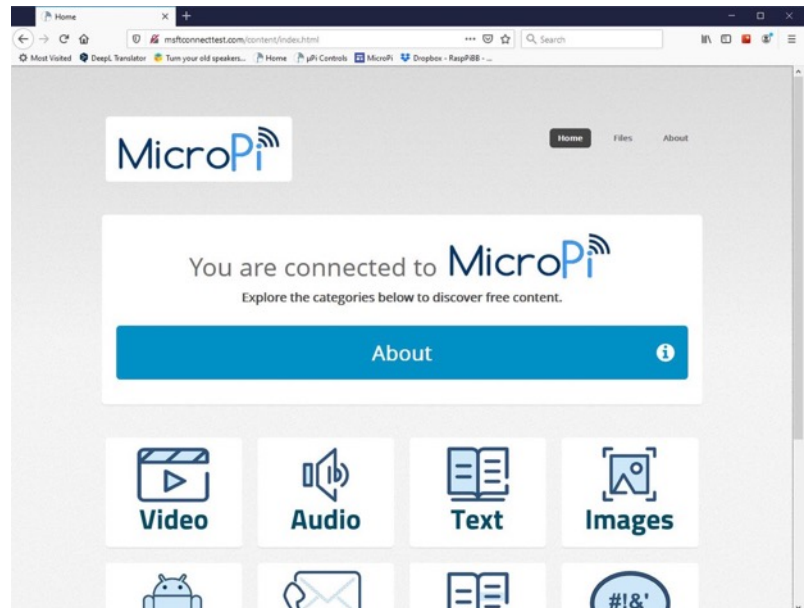 Home
msftconnecttest.com/content/index.html
Search
Most Visited DeepL Translator Turn your old speakers... Home µPi Controls MicroPi Dropbox - RaspPiBB - ...
MicroPi
Home Files About
You are connected to MicroPi
Explore the categories below to discover free content.
About
Video Audio Text Images
#!&'